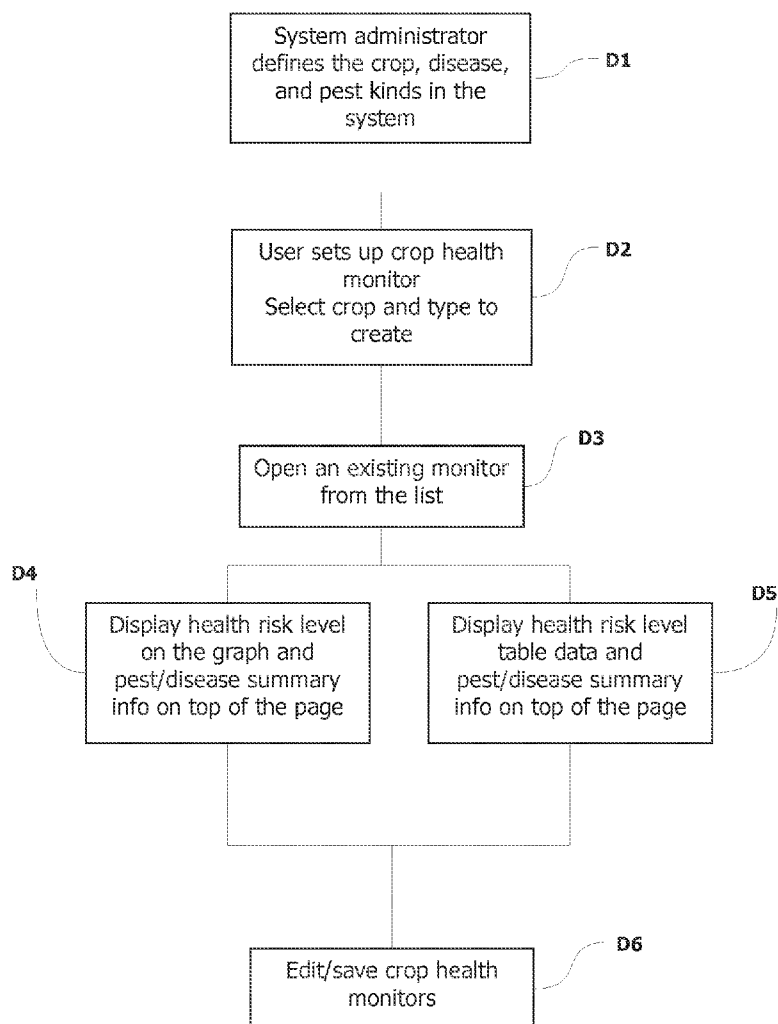 System administrator
defines the crop, disease,
and pest kinds in the
system
D1
User sets up crop health
monitor
Select crop and type to
create
D2
Open an existing monitor
from the list
D3
D4
Display health risk level
on the graph and
pest/disease summary
info on top of the page
Display health risk level
table data and
pest/disease summary
info on top of the page
D5
Edit/save crop health
monitors
D6